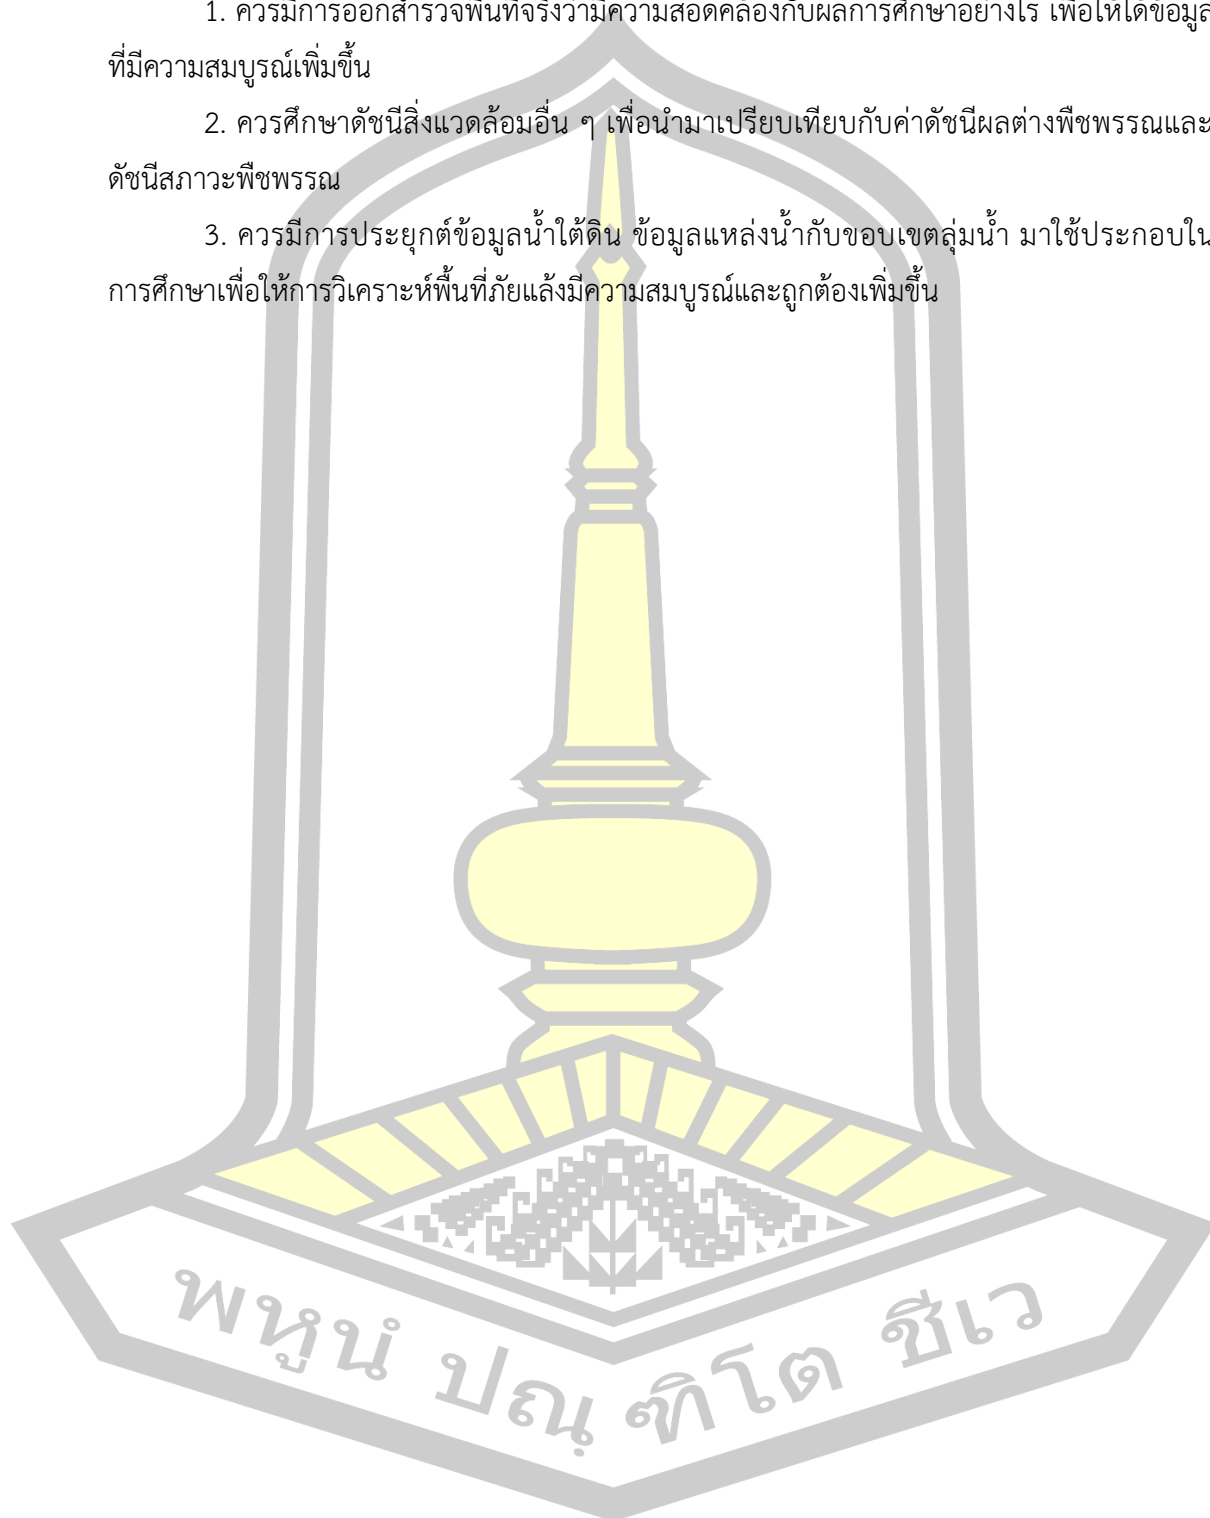 1. ควรมีการออกสำรวจพื้นที่จริงว่ามีความสอดคล้องกับผลการศึกษาอย่างไร เพื่อให้ได้ข้อมูล
ที่มีความสมบูรณ์เพิ่มขึ้น
2. ควรศึกษาดัชนีสิ่งแวดล้อมอื่น ๆ เพื่อนำมาเปรียบเทียบกับค่าดัชนีผลต่างพืชพรรณและ
ดัชนีสภาวะพืชพรรณ
3. ควรมีการประยุกต์ข้อมูลน้ำใต้ดิน ข้อมูลแหล่งน้ำกับขอบเขตลุ่มน้ำ มาใช้ประกอบใน
การศึกษาเพื่อให้การวิเคราะห์พื้นที่ภัยแล้งมีความสมบูรณ์และถูกต้องเพิ่มขึ้น
พหูนํ ปณฺฑิโต ชีเว